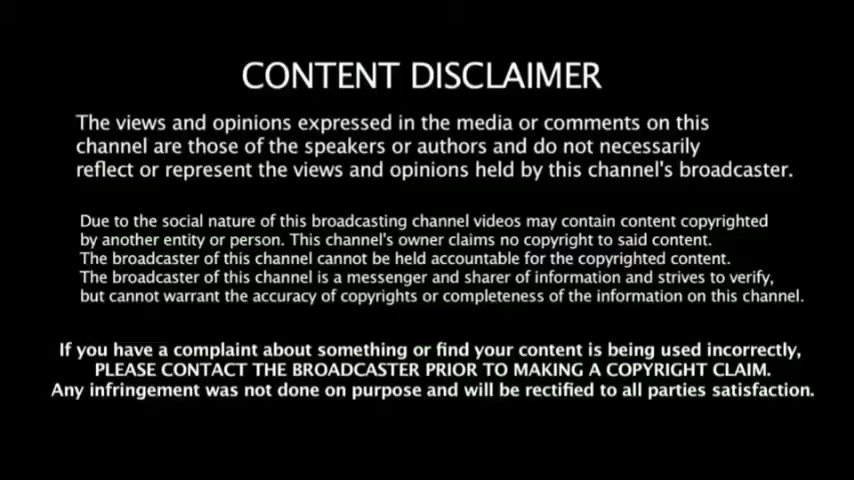 CONTENT DISCLAIMER
The views and opinions expressed in the media or comments on this
channel are those of the speakers or authors and do not necessarily
reflect or represent the views and opinions held by this channel's broadcaster.
Due to the social nature of this broadcasting channel videos may contain content copyrighted
by another entity or person. This channel's owner claims no copyright to said content.
The broadcaster of this channel cannot be held accountable for the copyrighted content.
The broadcaster of this channel is a messenger and sharer of information and strives to verify,
but cannot warrant the accuracy of copyrights or completeness of the information on this channel.
If you have a complaint about something or find your content is being used incorrectly,
PLEASE CONTACT THE BROADCASTER PRIOR TO MAKING A COPYRIGHT CLAIM.
Any infringement was not done on purpose and will be rectified to all parties satisfaction.